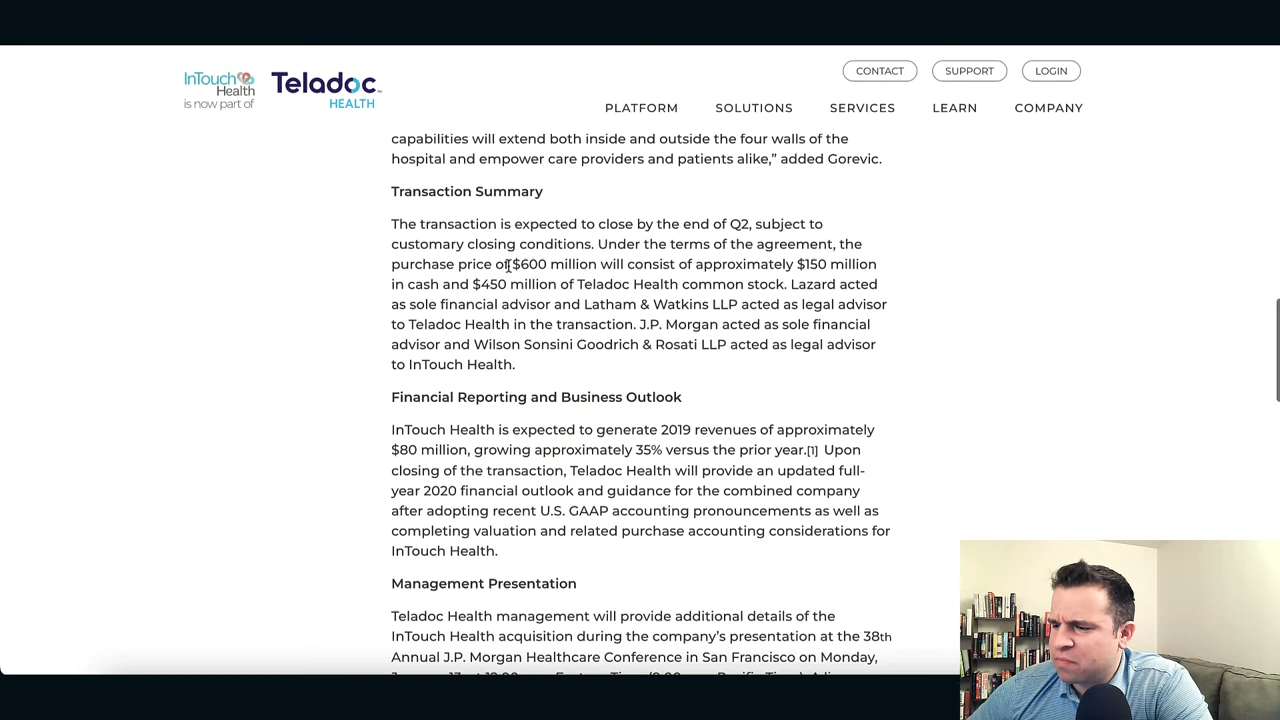 InTouch
Health
is now part of
Teladoc
HEALTH
CONTACT
SUPPORT
LOGIN
PLATFORM
SOLUTIONS
SERVICES
LEARN
COMPANY
capabilities will extend both inside and outside the four walls of the
hospital and empower care providers and patients alike,” added Gorevic.
Transaction Summary
The transaction is expected to close by the end of Q2, subject to
customary closing conditions. Under the terms of the agreement, the
purchase price of $600 million will consist of approximately $150 million
in cash and $450 million of Teladoc Health common stock. Lazard acted
as sole financial advisor and Latham & Watkins LLP acted as legal advisor
to Teladoc Health in the transaction. J.P. Morgan acted as sole financial
advisor and Wilson Sonsini Goodrich & Rosati LLP acted as legal advisor
to InTouch Health.
Financial Reporting and Business Outlook
InTouch Health is expected to generate 2019 revenues of approximately
$80 million, growing approximately 35% versus the prior year.[1] Upon
closing of the transaction, Teladoc Health will provide an updated full-
year 2020 financial outlook and guidance for the combined company
after adopting recent U.S. GAAP accounting pronouncements as well as
completing valuation and related purchase accounting considerations for
InTouch Health.
Management Presentation
Teladoc Health management will provide additional details of the
InTouch Health acquisition during the company’s presentation at the 38th
Annual J.P. Morgan Healthcare Conference in San Francisco on Monday,